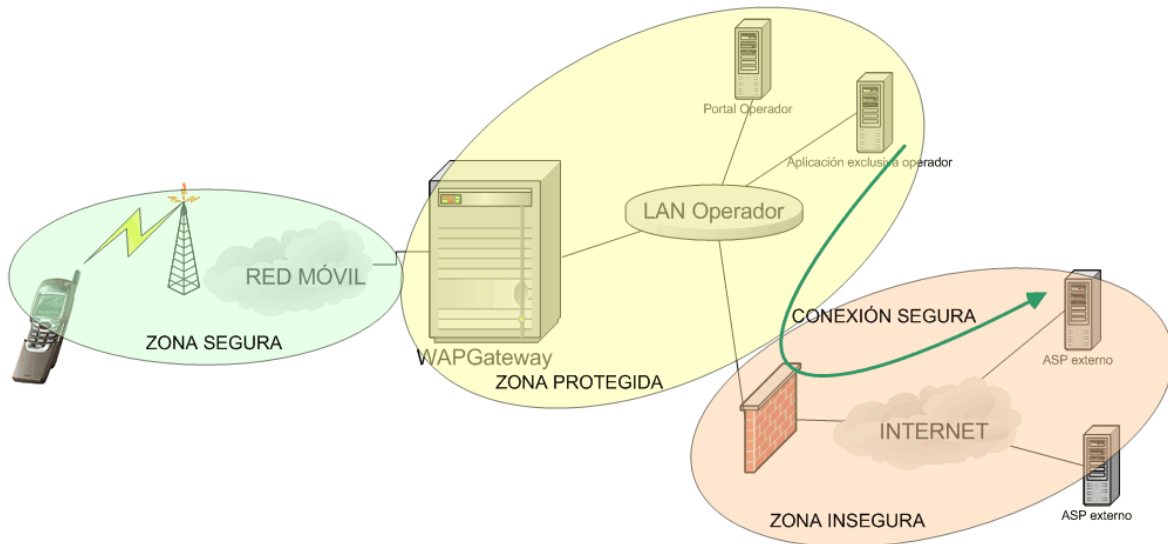 Portal Operador
Aplicación exclusiva operador
LAN Operador
RED MÓVIL
ZONA SEGURA
WAPGateway
ZONA PROTEGIDA
CONEXIÓN SEGURA
ASP externo
INTERNET
ZONA INSEGURA
ASP externo